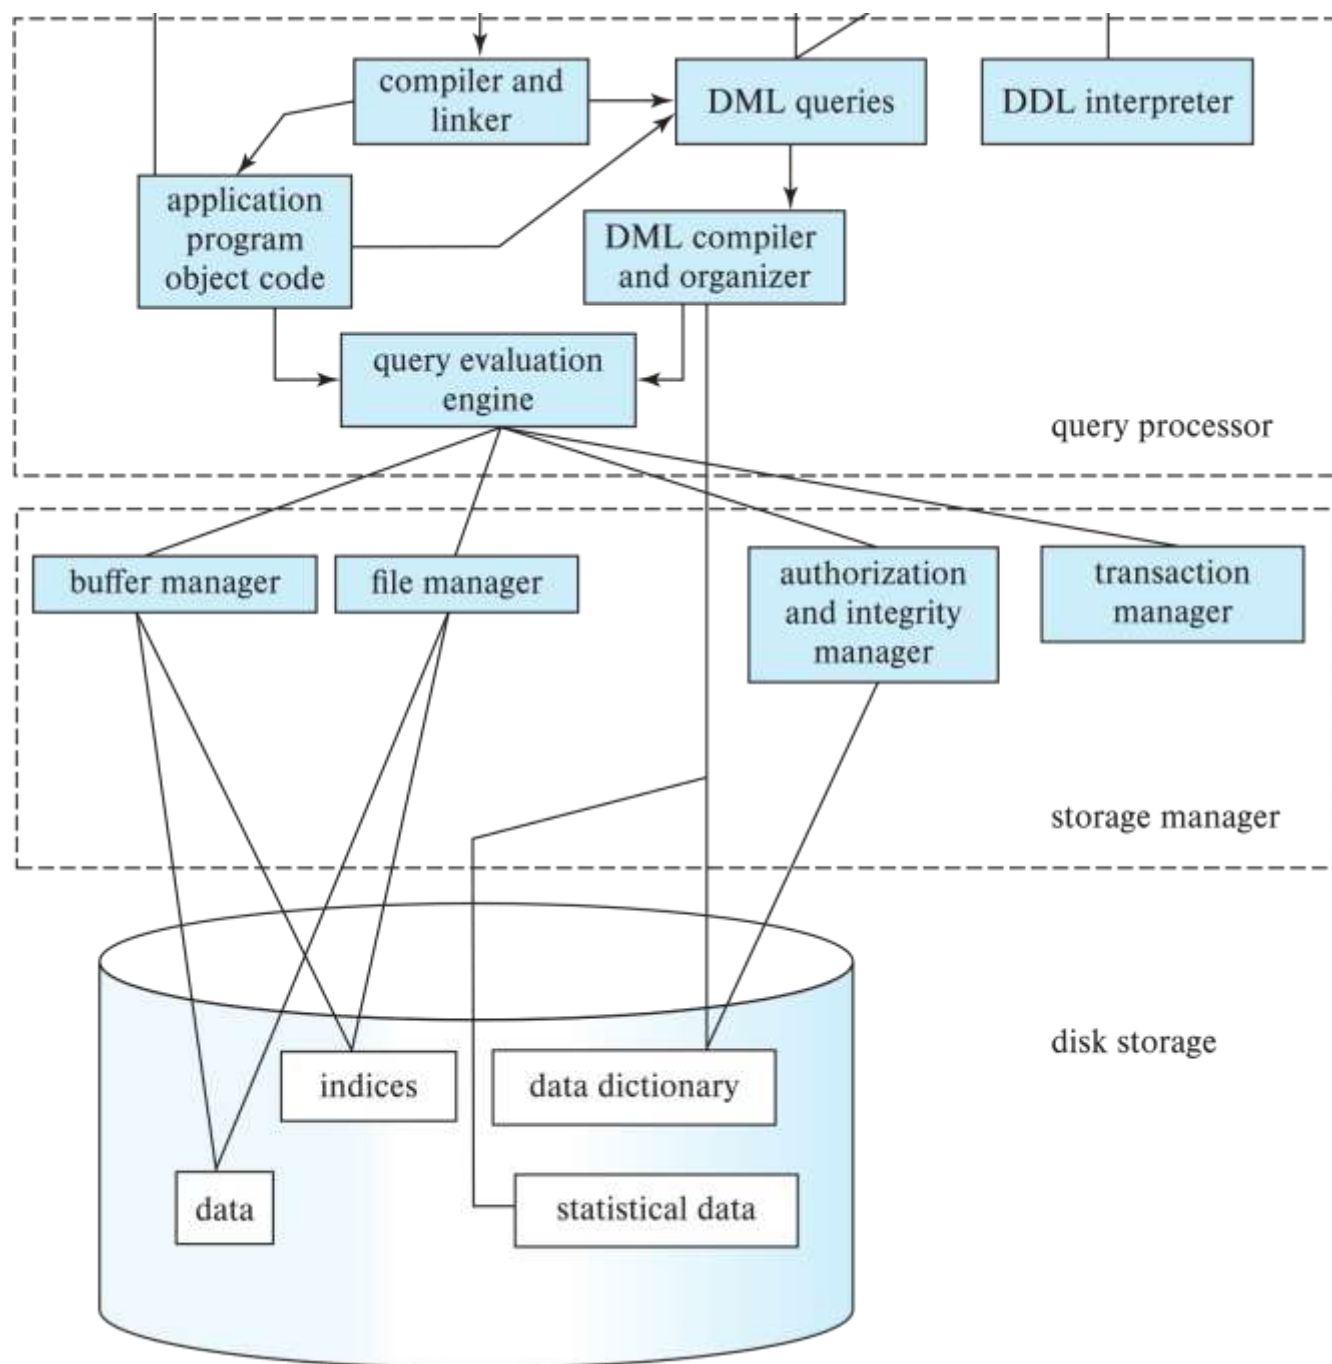 compiler and
linker
DML queries
DDL interpreter
application
program
object code
DML compiler
and organizer
query evaluation
engine
query processor
buffer manager
file manager
authorization
and integrity
manager
transaction
manager
storage manager
disk storage
indices
data dictionary
data
statistical data